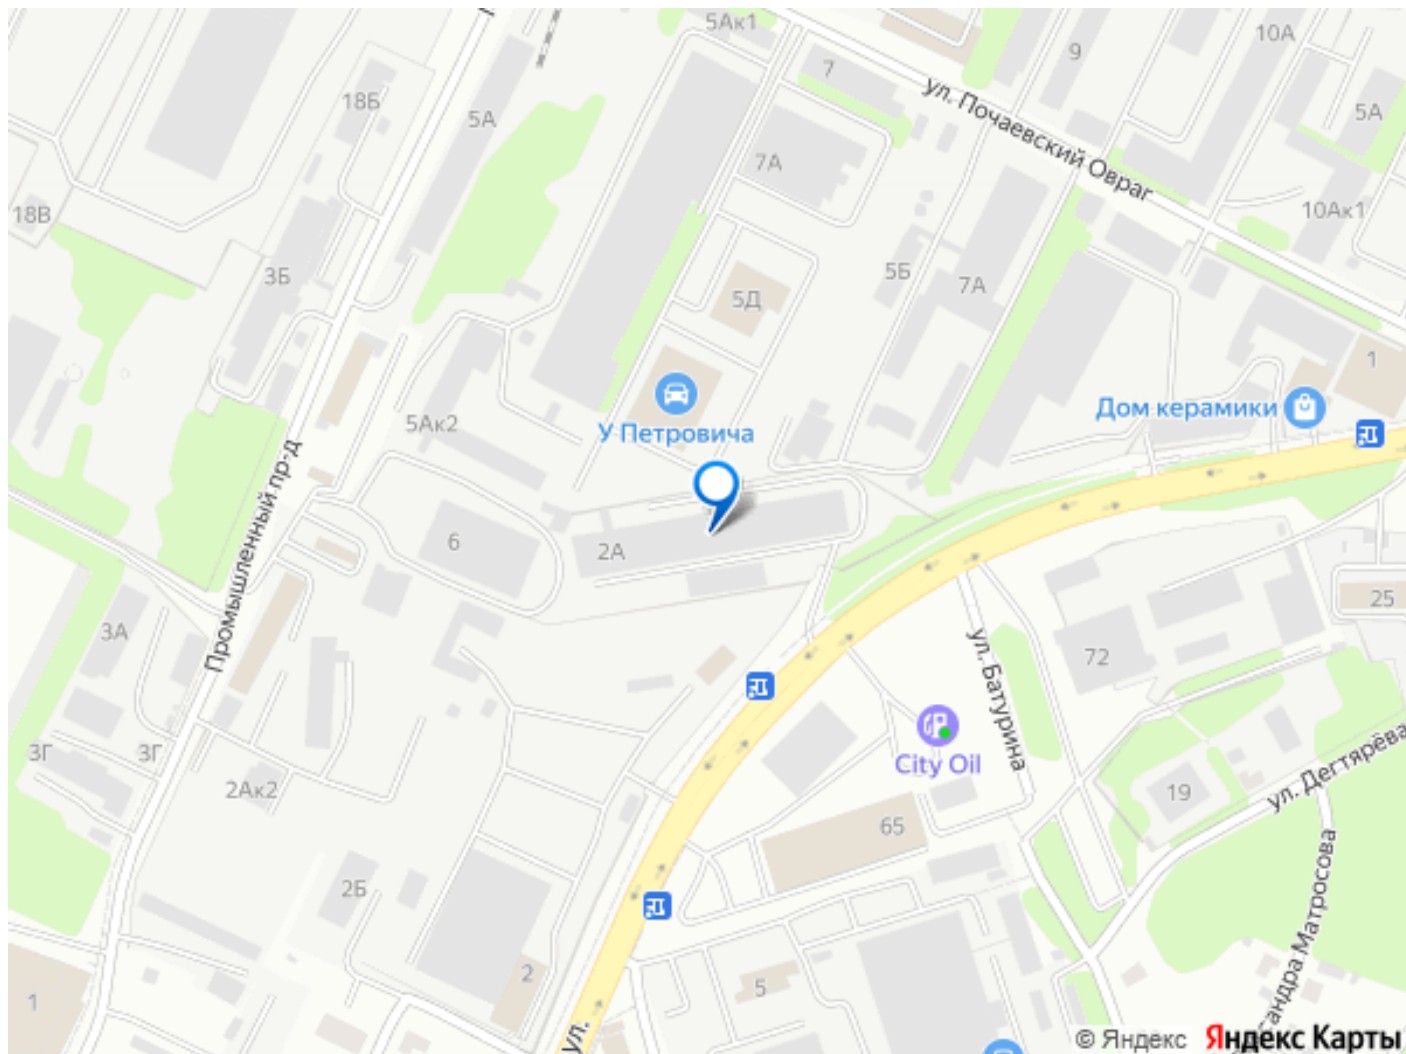 5Ак1
10А
9
7
18Б
5А
5А
ул. Почаевский Овраг
7А
18В
10Ак1
3Б
5Б
7А
5Д
1
Дом керамики
5Ак2
У Петровича
Промышленный пр-д
6
2А
25
3А
72
ул. Батурина
3Г
3Г
City Oil
2Ак2
19
ул. Дегтярёва
65
2Б
сандра Матросова
2
5
1
ул.
© Яндекс
Яндекс Карты